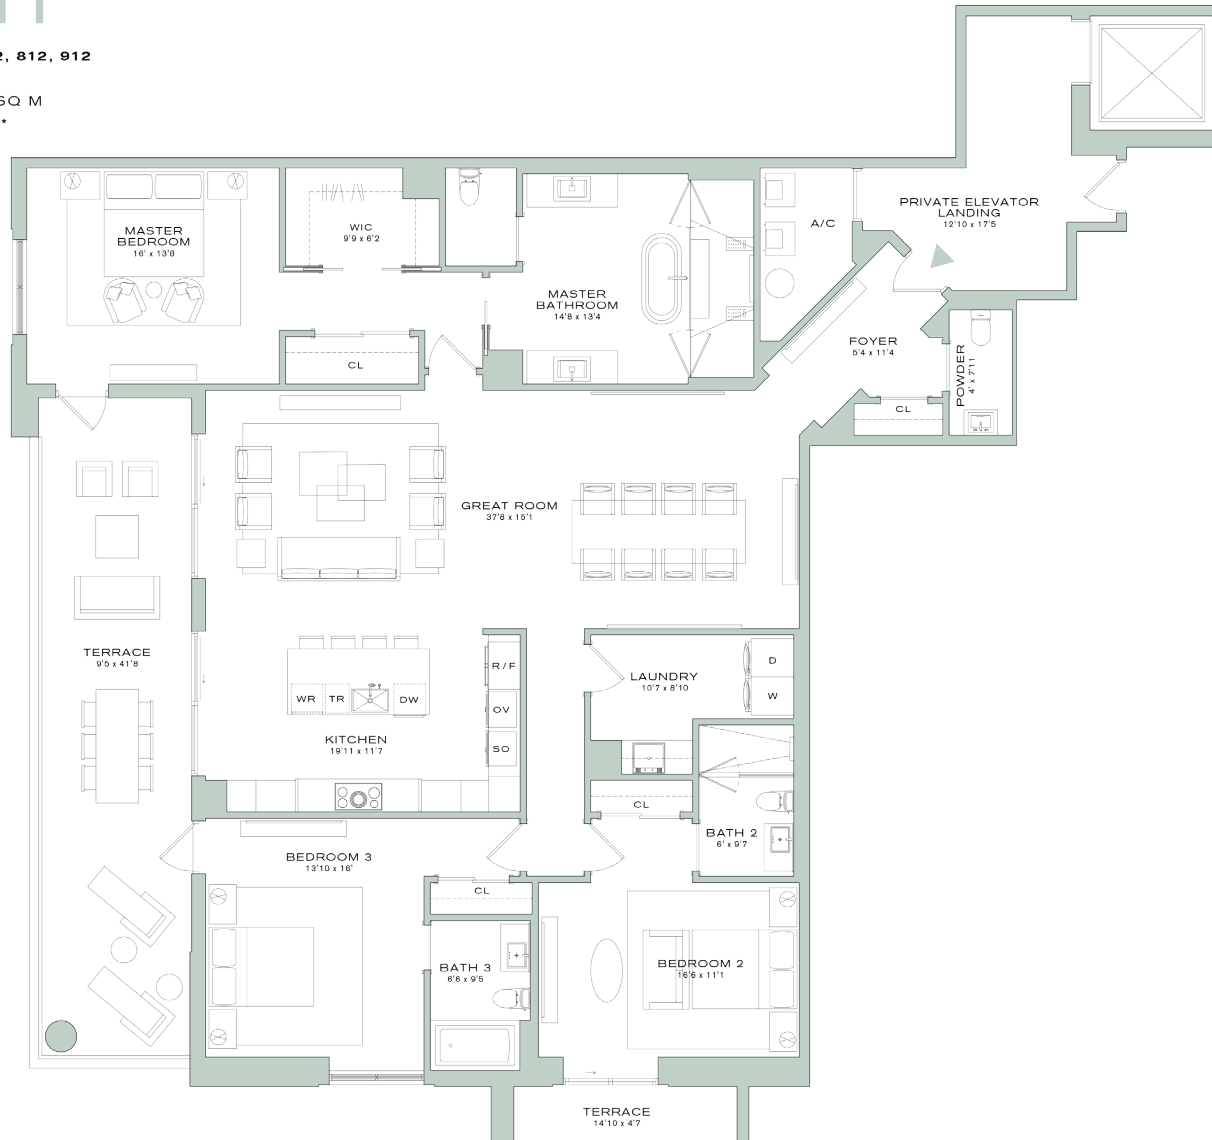 2, 812, 912
SQ M
*
PRIVATE ELEVATOR
LANDING
12'10 x 17'5
A/C
MASTER
BEDROOM
16' x 13'8
WIC
9'9 x 6'2
MASTER
BATHROOM
14'8 x 13'4
FOYER
5'4 x 11'4
POWDER
4' x 7'11
CL
CL
GREAT ROOM
37'8 x 15'1
TERRACE
9'5 x 41'8
R/F
OV
SO
WR
TR
DW
KITCHEN
19'11 x 11'7
LAUNDRY
10'7 x 8'10
D
W
CL
BATH 2
6' x 9'7
BEDROOM 3
13'10 x 16'
CL
BATH 3
6'6 x 9'5
BEDROOM 2
16'6 x 11'1
TERRACE
14'10 x 4'7